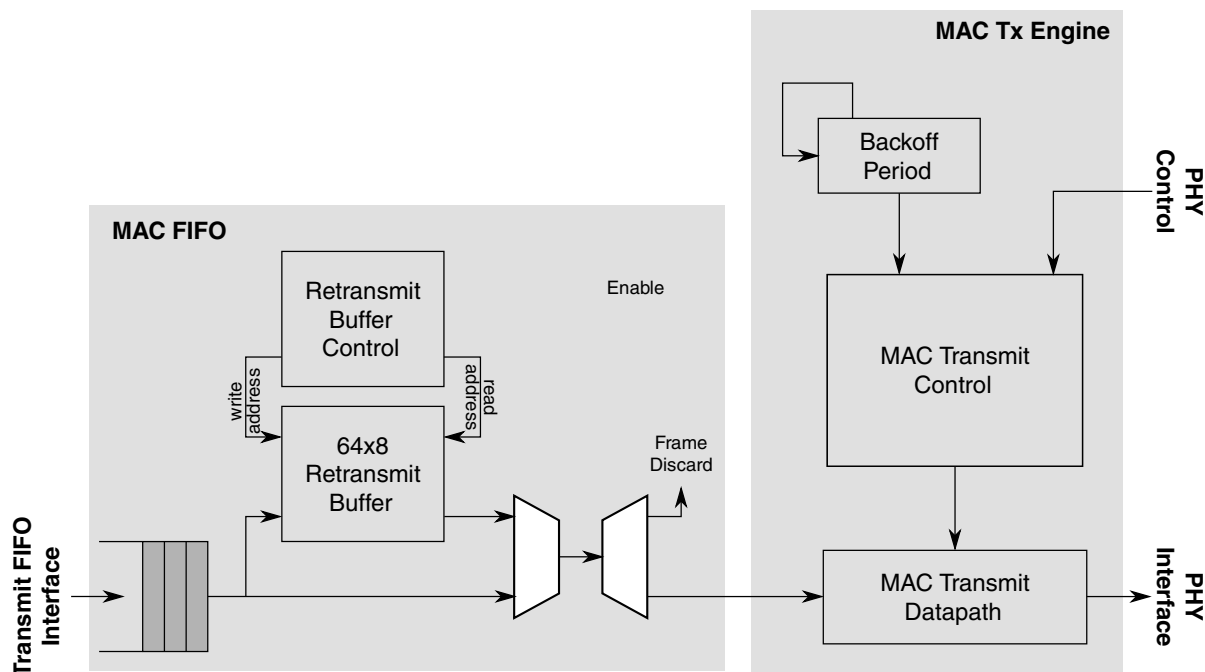 MAC Tx Engine
Backoff
Period
PHY
Control
MAC FIFO
Retransmit
Buffer
Control
Enable
write
address
read
address
MAC Transmit
Control
64x8
Retransmit
Buffer
Frame
Discard
Transmit FIFO
Interface
MAC Transmit
Datapath
PHY
Interface